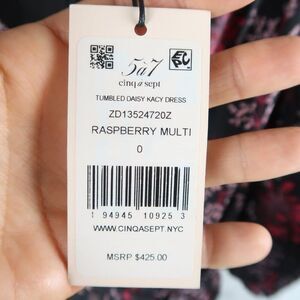 5à7
cinq à sept
TUMBLED DAISY KACY DRESS
ZD13524720Z
RASPBERRY MULTI
0
1 94945 10925 3
WWW.CINQASEPT.NYC
MSRP $425.00